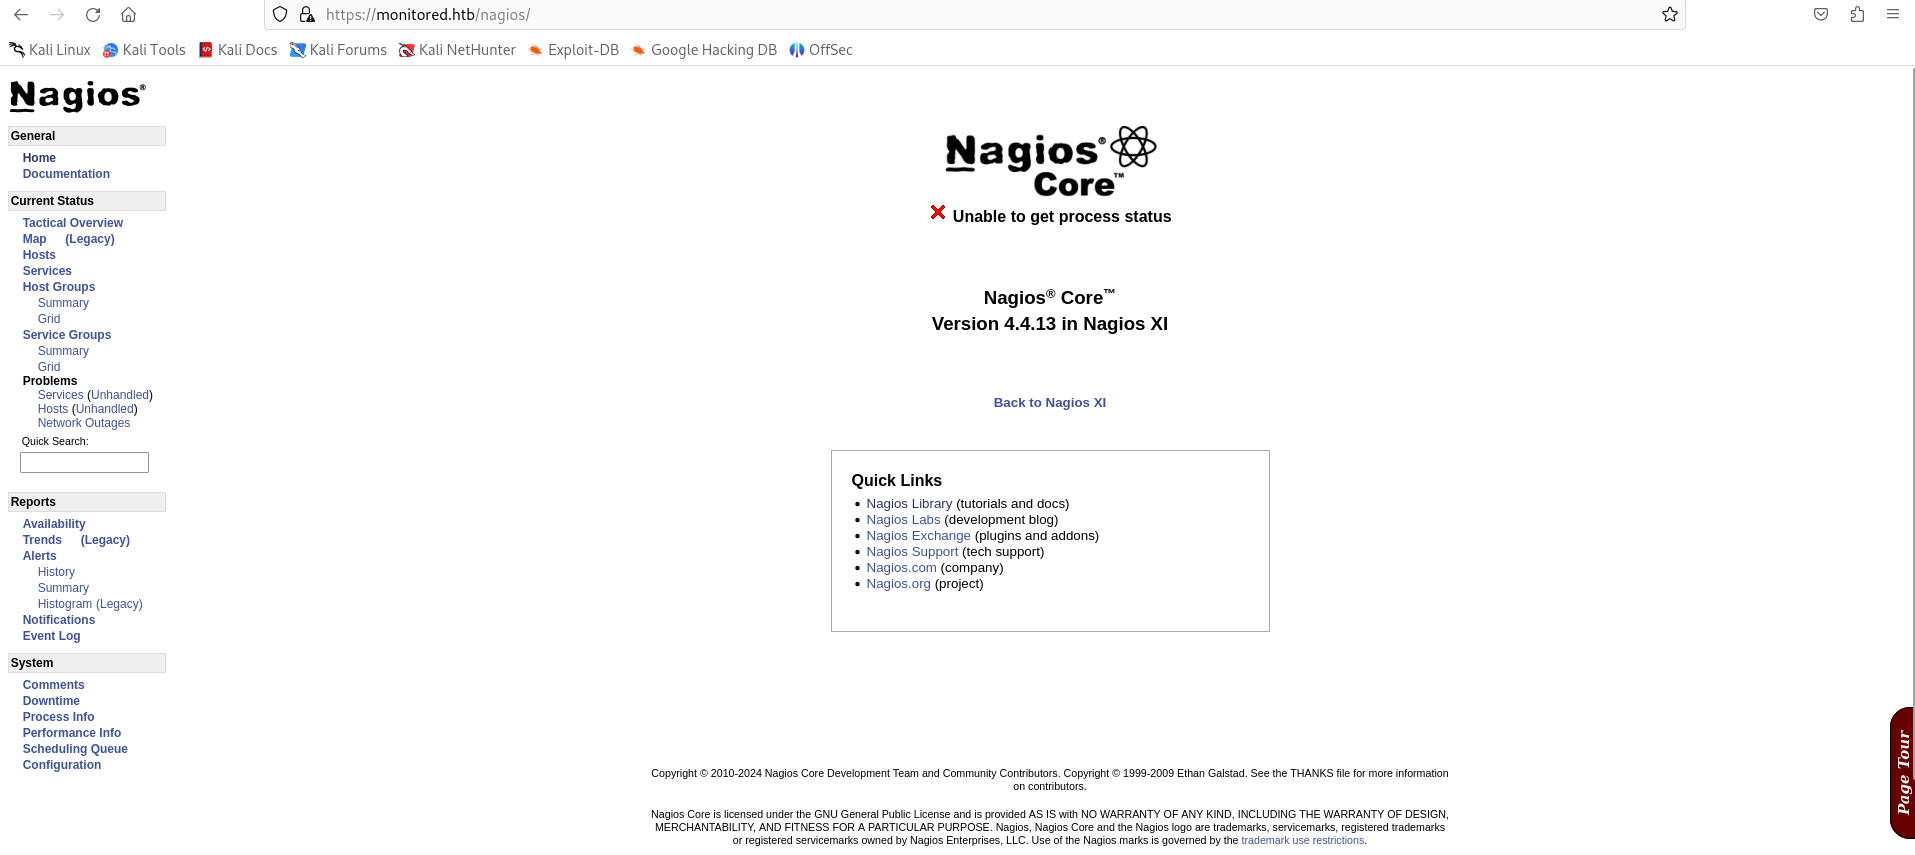 https://monitored.htb/nagios/
Kali Linux Kali Tools Kali Docs Kali Forums Kali NetHunter Exploit-DB Google Hacking DB OffSec
Nagios®
General
Home
Documentation
Current Status
Tactical Overview
Map (Legacy)
Hosts
Services
Host Groups
Summary
Grid
Service Groups
Summary
Grid
Problems
Services (Unhandled)
Hosts (Unhandled)
Network Outages
Quick Search:
Reports
Availability
Trends (Legacy)
Alerts
History
Summary
Histogram (Legacy)
Notifications
Event Log
System
Comments
Downtime
Process Info
Performance Info
Scheduling Queue
Configuration
Nagios®
Core™
Unable to get process status
Nagios® Core™
Version 4.4.13 in Nagios XI
Back to Nagios XI
Quick Links
• Nagios Library (tutorials and docs)
• Nagios Labs (development blog)
• Nagios Exchange (plugins and addons)
• Nagios Support (tech support)
• Nagios.com (company)
• Nagios.org (project)
Copyright © 2010-2024 Nagios Core Development Team and Community Contributors. Copyright © 1999-2009 Ethan Galstad. See the THANKS file for more information
on contributors.
Nagios Core is licensed under the GNU General Public License and is provided AS IS with NO WARRANTY OF ANY KIND, INCLUDING THE WARRANTY OF DESIGN,
MERCHANTABILITY, AND FITNESS FOR A PARTICULAR PURPOSE. Nagios, Nagios Core and the Nagios logo are trademarks, servicemarks, registered trademarks
or registered servicemarks owned by Nagios Enterprises, LLC. Use of the Nagios marks is governed by the trademark use restrictions.
Page Tour